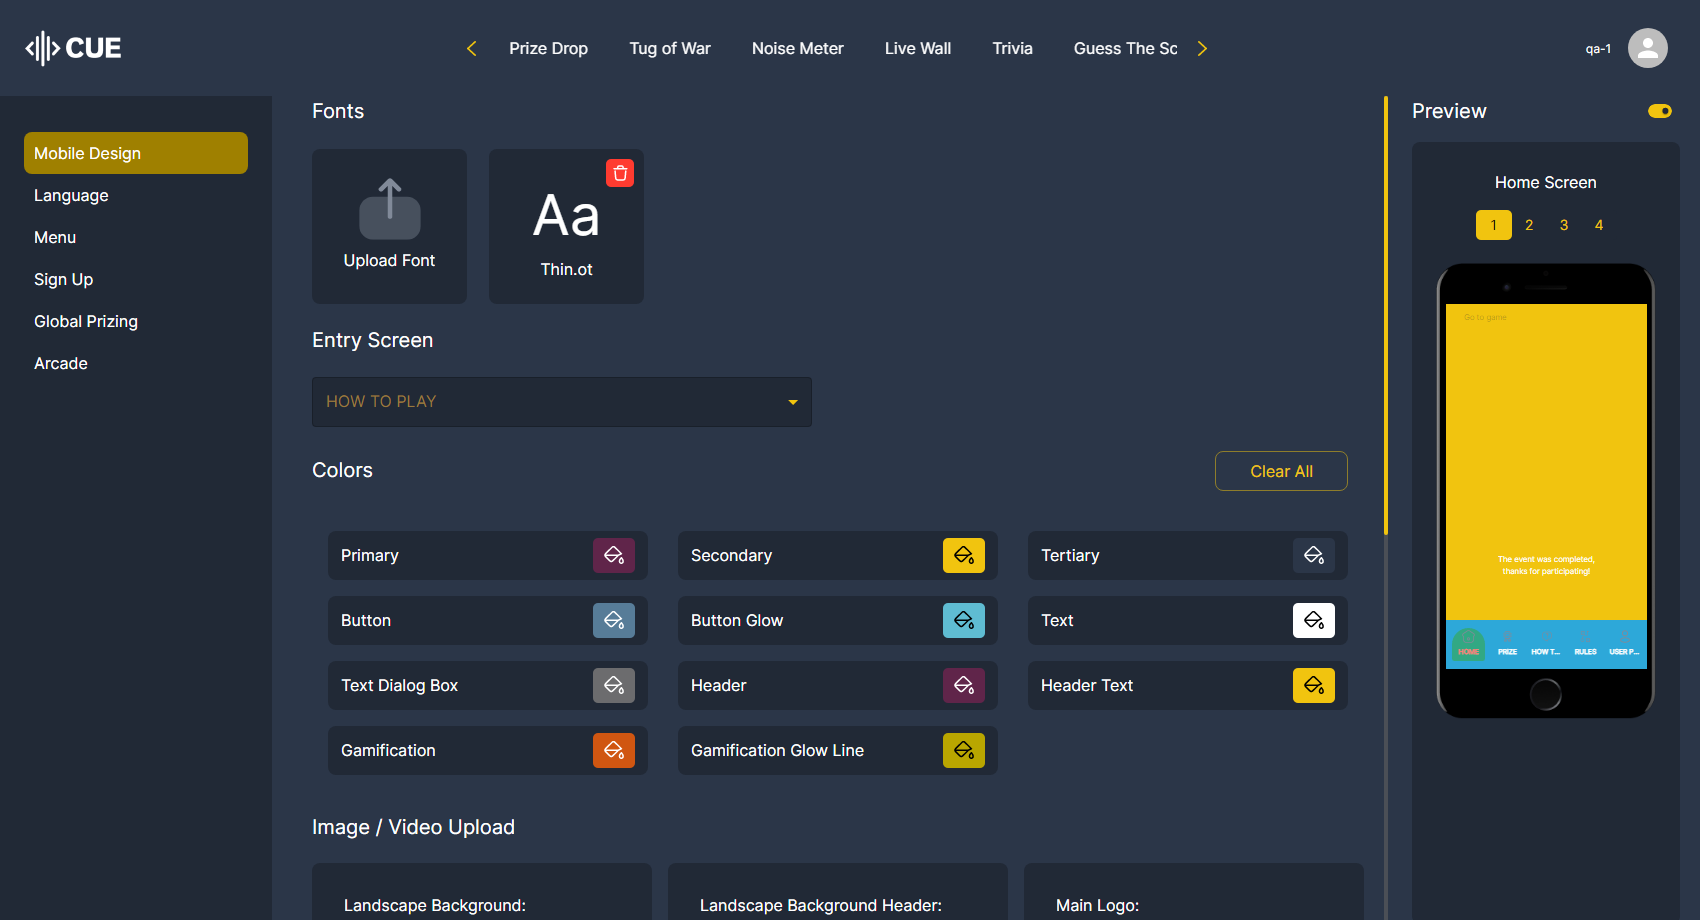 CUE
Prize Drop
Tug of War
Noise Meter
Live Wall
Trivia
Guess The Sc
qa-1
Mobile Design
Language
Menu
Sign Up
Global Prizing
Arcade
Fonts
Upload Font
Aa
Thin.ot
Entry Screen
HOW TO PLAY
Colors
Clear All
Primary
Secondary
Tertiary
Button
Button Glow
Text
Text Dialog Box
Header
Header Text
Gamification
Gamification Glow Line
Image / Video Upload
Landscape Background:
Landscape Background Header:
Main Logo:
Preview
Home Screen
1 2 3 4
Go to game
The event was completed,
thanks for participating!
HOME PRIZE HOW T... RULES USER P...